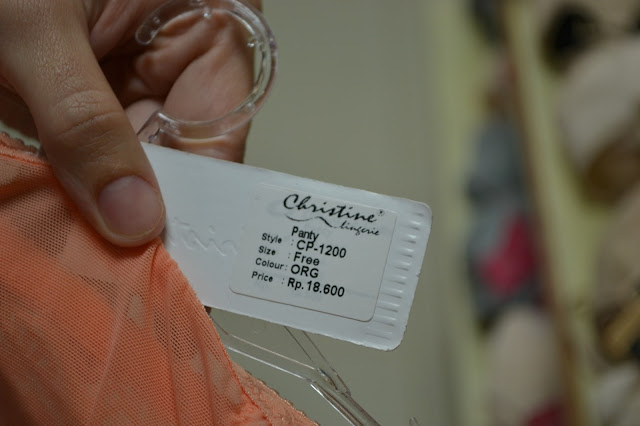 Christine®
lingerie
Panty
Style : CP-1200
Size : Free
Colour : ORG
Price : Rp.18.600